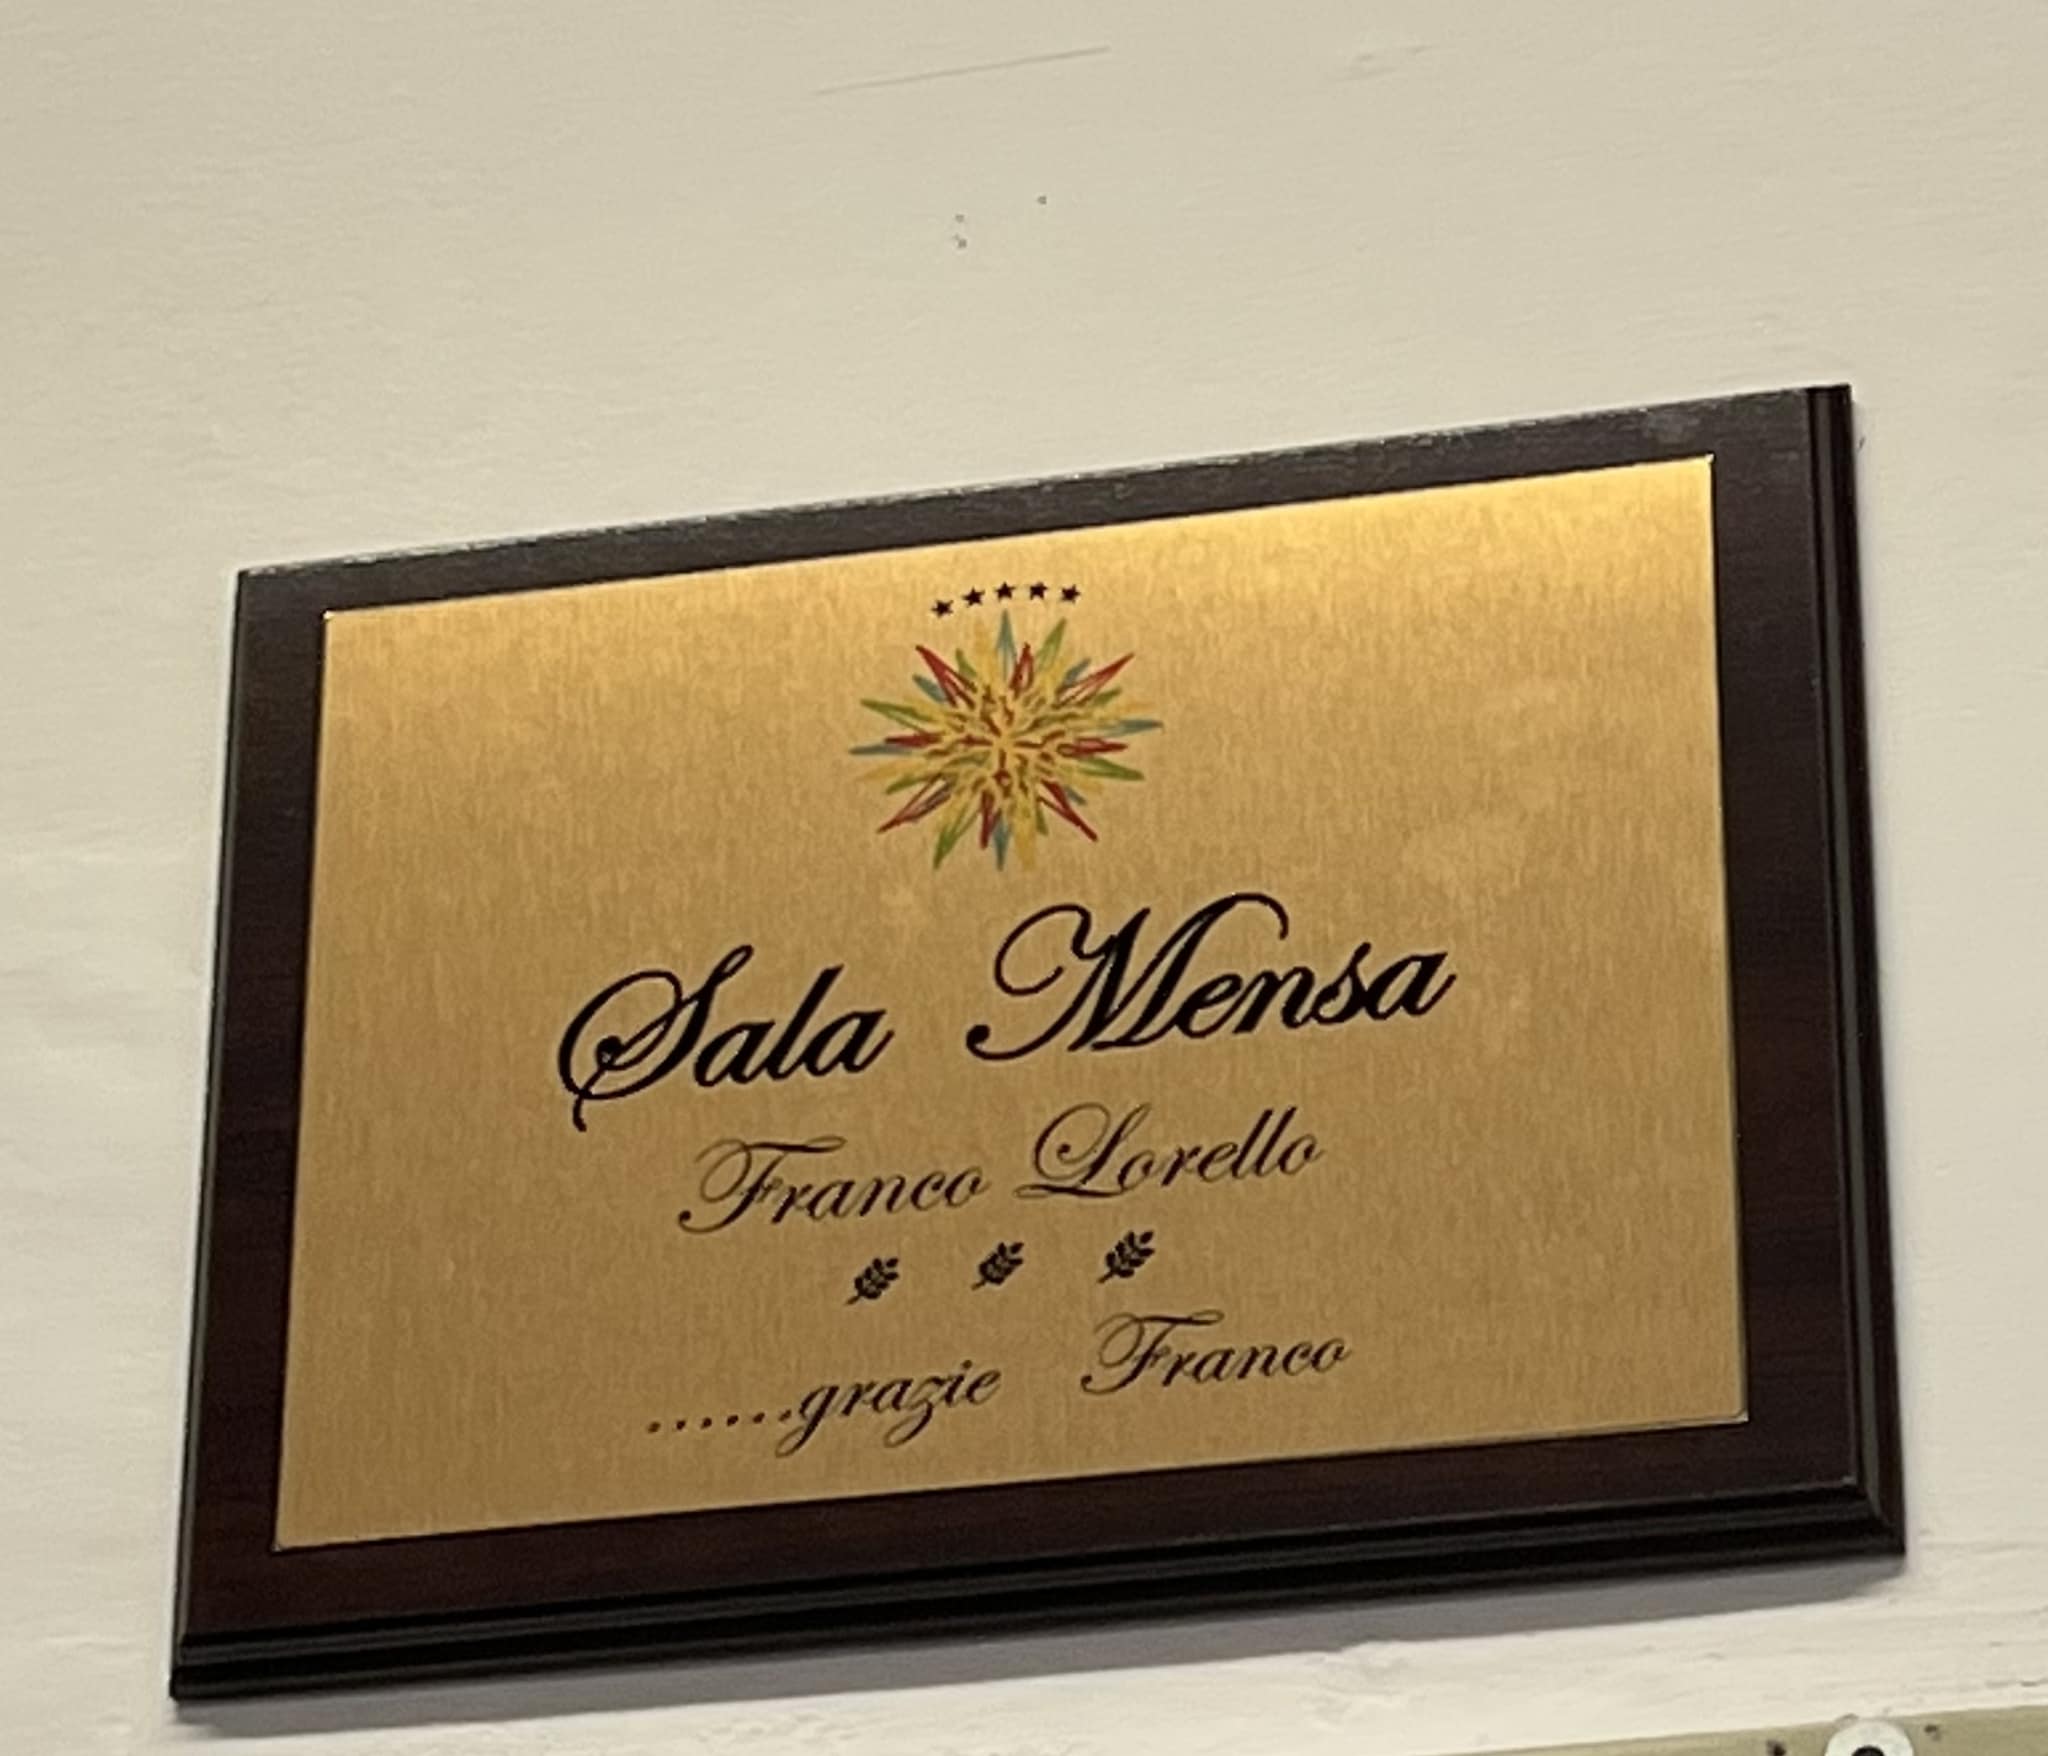 Sala Mensa
Franco Lorello
......grazie Franco